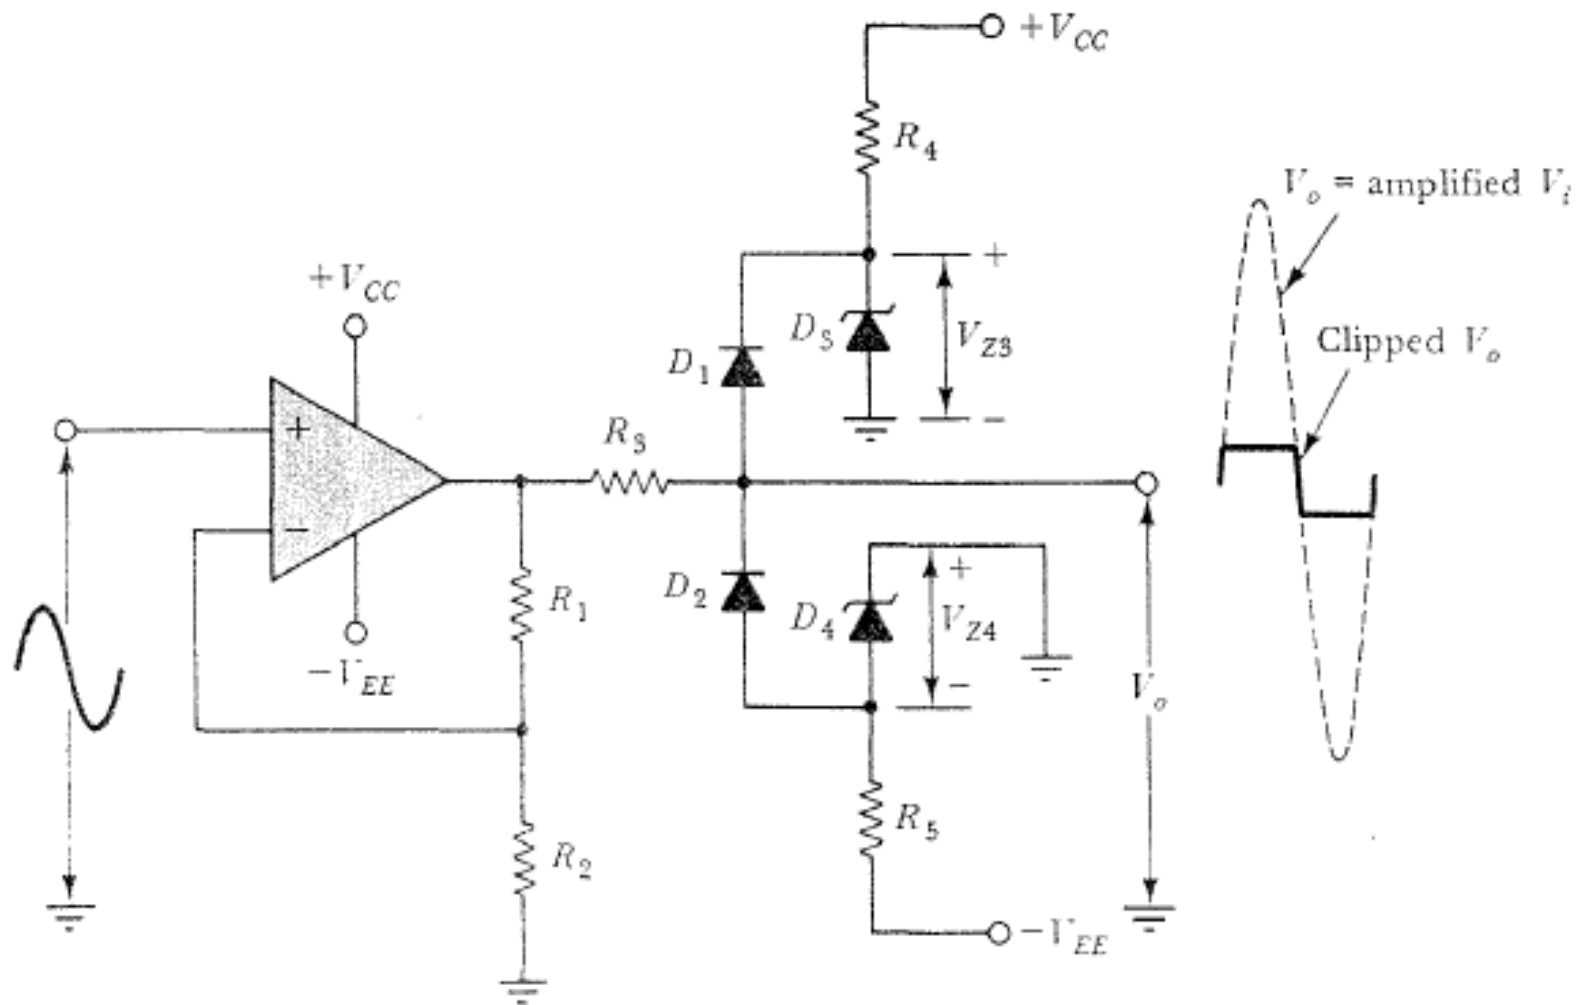 +V_CC
R_4
V_o = amplified V_i
+
+V_CC
D_3
V_Z3
Clipped V_o
D_1
−
+
R_3
−
D_2
+
R_1
D_4
V_Z4
−V_EE
−
V_o
R_5
R_2
−V_EE